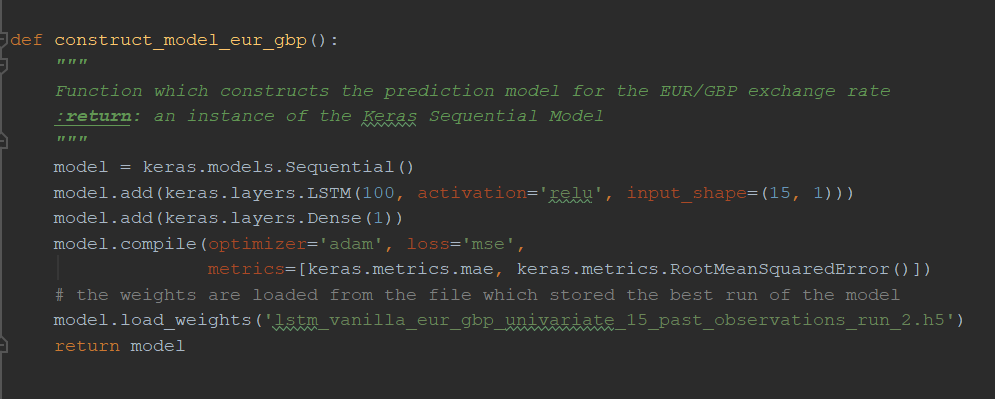 def construct_model_eur_gbp():
    """
    Function which constructs the prediction model for the EUR/GBP exchange rate
    :return: an instance of the Keras Sequential Model
    """
    model = keras.models.Sequential()
    model.add(keras.layers.LSTM(100, activation='relu', input_shape=(15, 1)))
    model.add(keras.layers.Dense(1))
    model.compile(optimizer='adam', loss='mse',
                  metrics=[keras.metrics.mae, keras.metrics.RootMeanSquaredError()])
    # the weights are loaded from the file which stored the best run of the model
    model.load_weights('lstm_vanilla_eur_gbp_univariate_15_past_observations_run_2.h5')
    return model